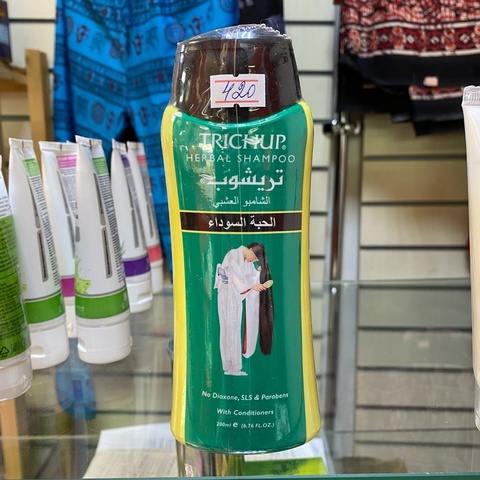 420
TRICHUP®
HERBAL SHAMPOO
تريشوب
الشامبو العشبي
الحبة السوداء
No Dioxane, SLS & Parabens
With Conditioners
200ml e (6.76 FL.OZ.)